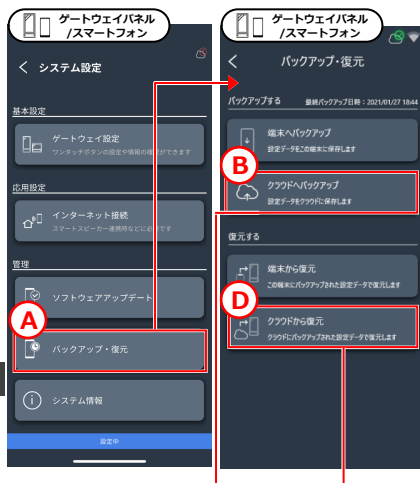 ゲートウェイパネル
/スマートフォン
システム設定
基本設定
ゲートウェイ設定
ワンタッチボタンの設定や情報の確認ができます
応用設定
インターネット接続
スマートスピーカー連携時などに必要です
管理
ソフトウェアアップデート
A
バックアップ・復元
システム情報
設定中
ゲートウェイパネル
/スマートフォン
バックアップ・復元
バックアップする
最終バックアップ日時：2021/01/27 18:44
端末へバックアップ
設定データをこの端末に保存します
B
クラウドへバックアップ
設定データをクラウドに保存します
復元する
端末から復元
この端末にバックアップされた設定データで復元します
D
クラウドから復元
クラウドにバックアップされた設定データで復元します